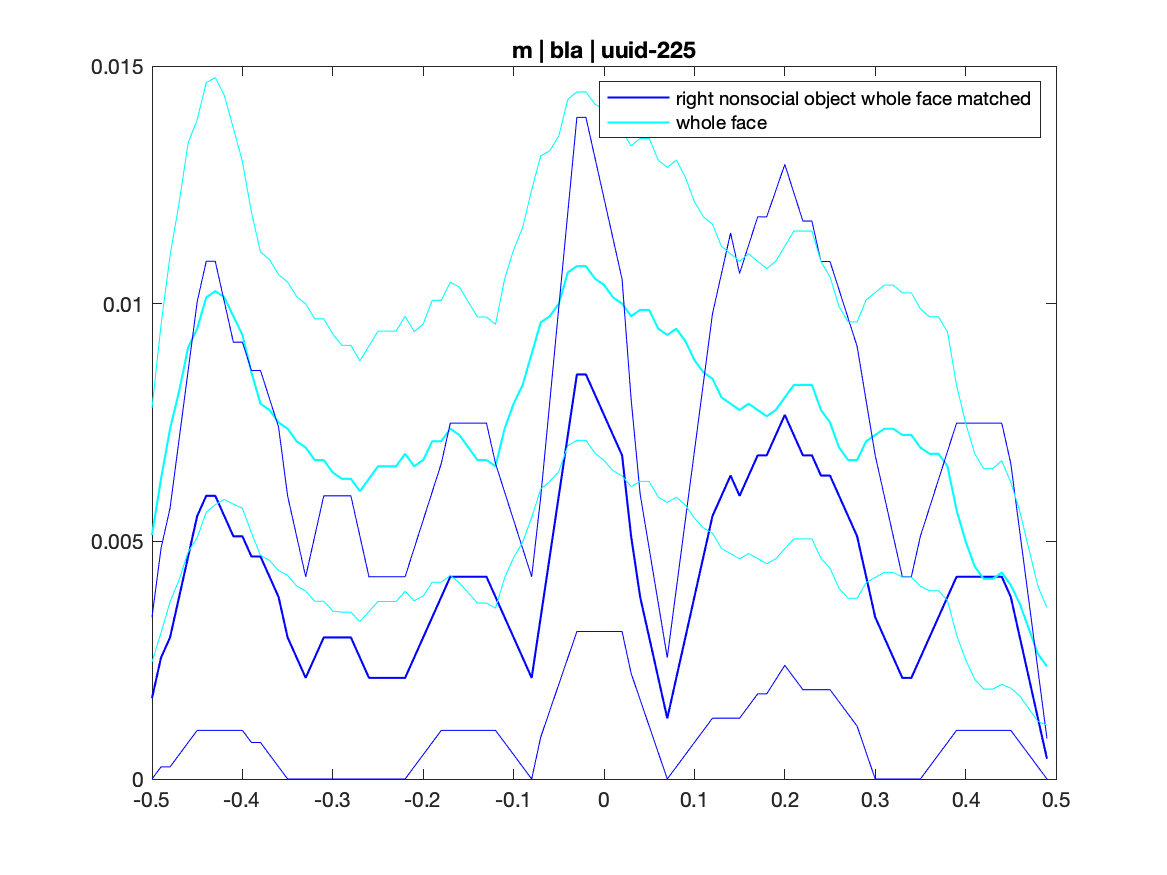 m | bla | uuid-225
0.015
right nonsocial object whole face matched
whole face
0.01
0.005
0
-0.5 -0.4 -0.3 -0.2 -0.1 0 0.1 0.2 0.3 0.4 0.5